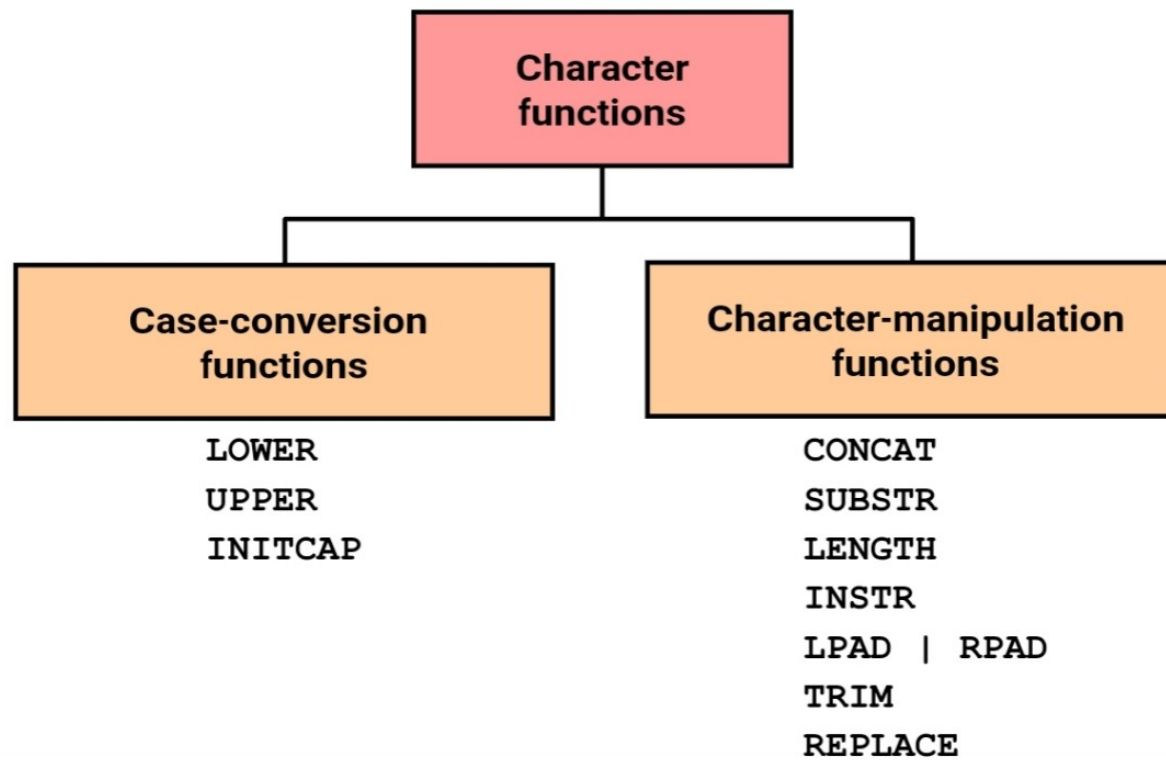 Character
functions
Case-conversion
functions
LOWER
UPPER
INITCAP
Character-manipulation
functions
CONCAT
SUBSTR
LENGTH
INSTR
LPAD | RPAD
TRIM
REPLACE